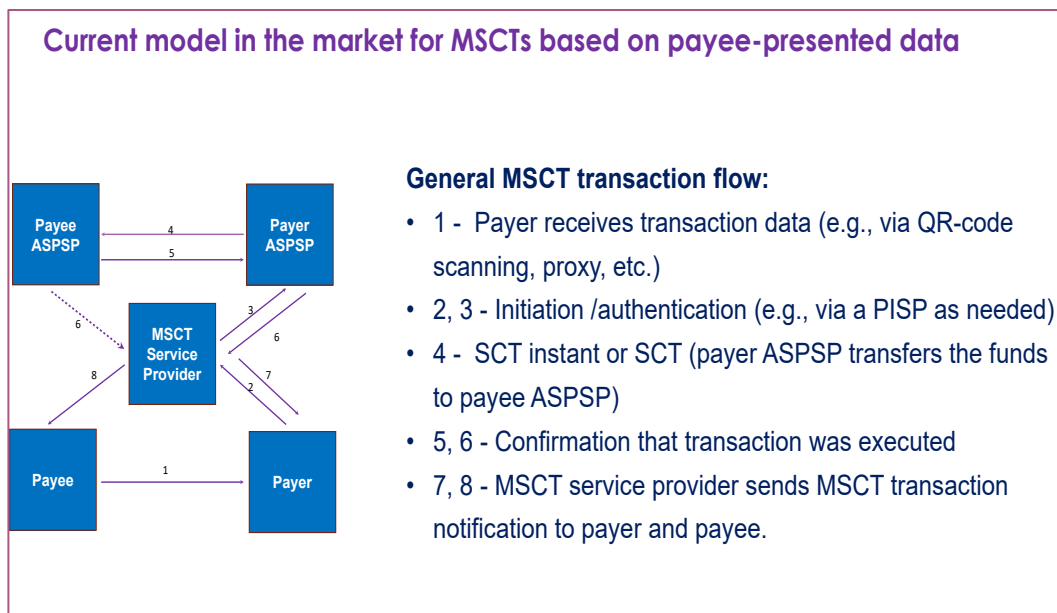 Current model in the market for MSCTs based on payee-presented data
Payee
ASPSP
Payer
ASPSP
4
5
3
6
6
MSCT
Service
Provider
8
7
2
Payee
1
Payer
General MSCT transaction flow:
• 1 - Payer receives transaction data (e.g., via QR-code
scanning, proxy, etc.)
• 2, 3 - Initiation /authentication (e.g., via a PISP as needed)
• 4 - SCT instant or SCT (payer ASPSP transfers the funds
to payee ASPSP)
• 5, 6 - Confirmation that transaction was executed
• 7, 8 - MSCT service provider sends MSCT transaction
notification to payer and payee.